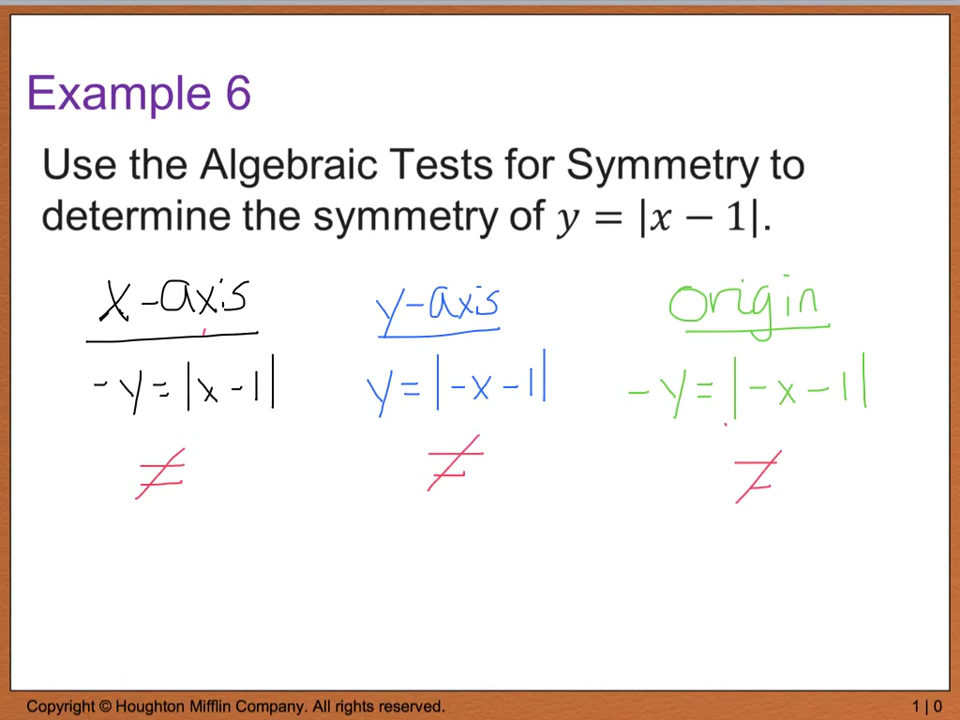 Example 6
Use the Algebraic Tests for Symmetry to
determine the symmetry of y = |x − 1|.
x-axis y-axis origin
-y = |x - 1| y = |-x - 1| -y = |-x - 1|
≠ ≠ ≠
Copyright © Houghton Mifflin Company. All rights reserved. 1 | 0